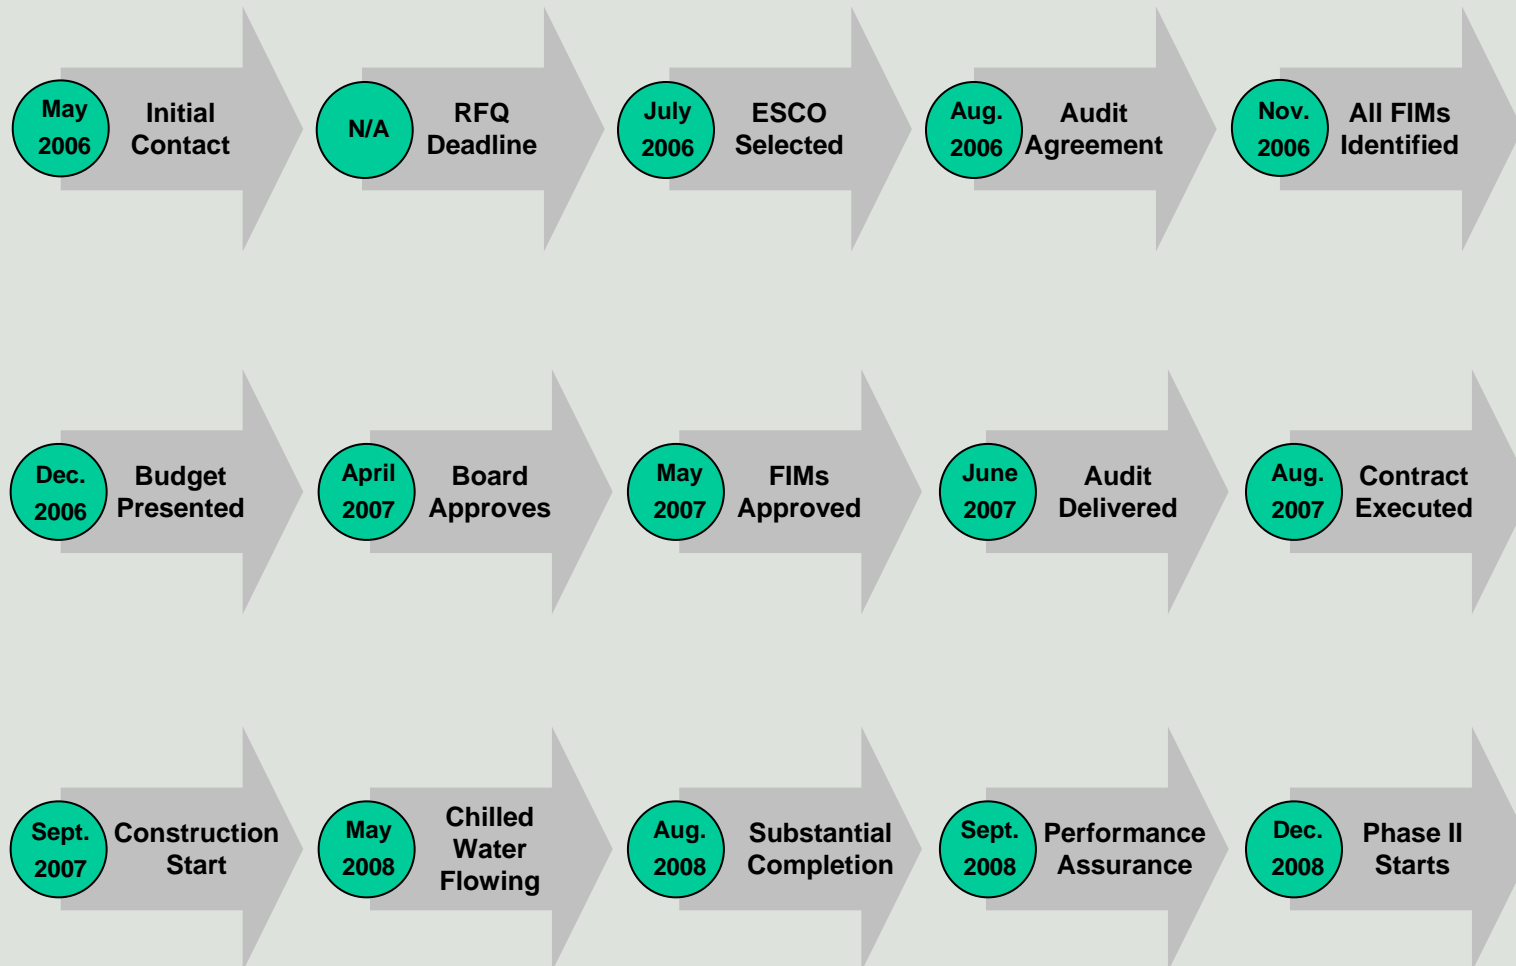 May
2006
Initial
Contact
N/A
RFQ
Deadline
July
2006
ESCO
Selected
Aug.
2006
Audit
Agreement
Nov.
2006
All FIMs
Identified
Dec.
2006
Budget
Presented
April
2007
Board
Approves
May
2007
FIMs
Approved
June
2007
Audit
Delivered
Aug.
2007
Contract
Executed
Sept.
2007
Construction
Start
May
2008
Chilled
Water
Flowing
Aug.
2008
Substantial
Completion
Sept.
2008
Performance
Assurance
Dec.
2008
Phase II
Starts